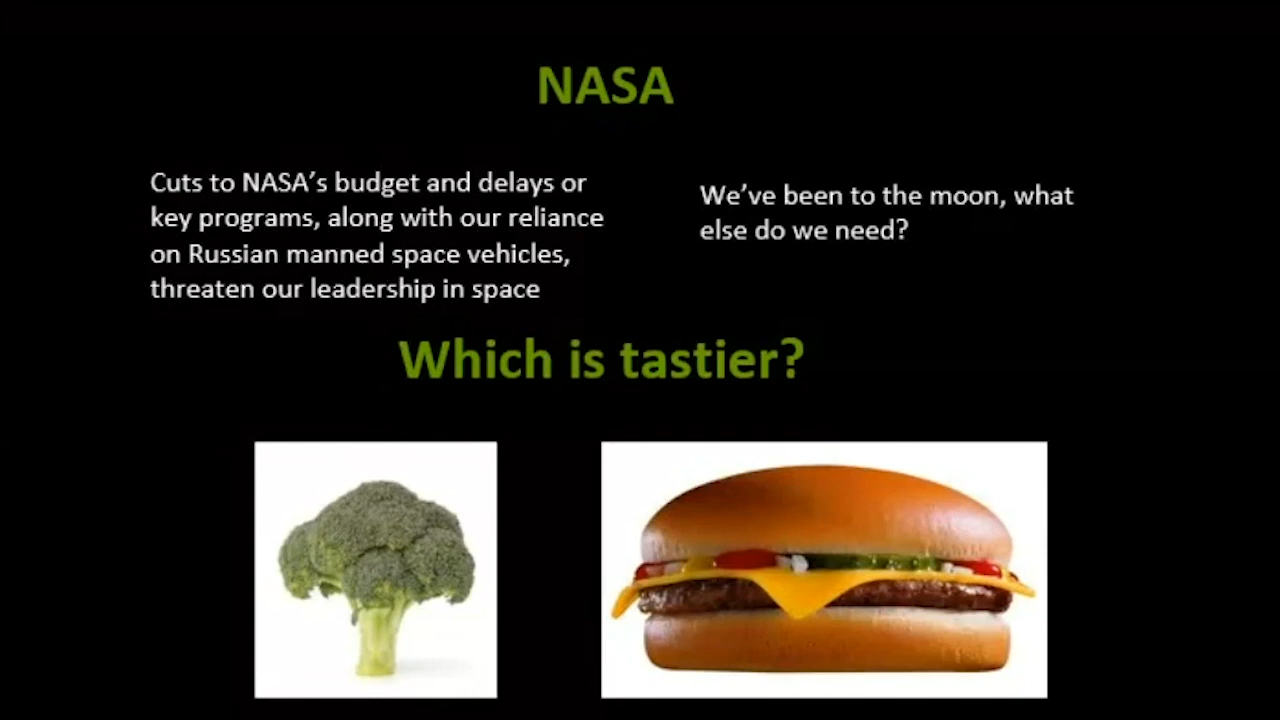 NASA
Cuts to NASA’s budget and delays or
key programs, along with our reliance
on Russian manned space vehicles,
threaten our leadership in space
We’ve been to the moon, what
else do we need?
Which is tastier?